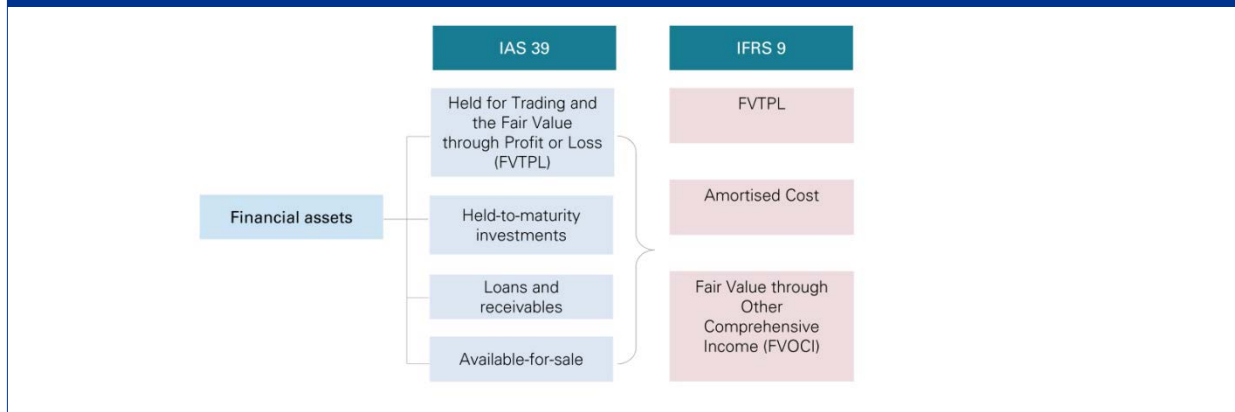 IAS 39
IFRS 9
Held for Trading and
the Fair Value
through Profit or Loss
(FVTPL)
FVTPL
Financial assets
Held-to-maturity
investments
Amortised Cost
Loans and
receivables
Available-for-sale
Fair Value through
Other
Comprehensive
Income (FVOCI)